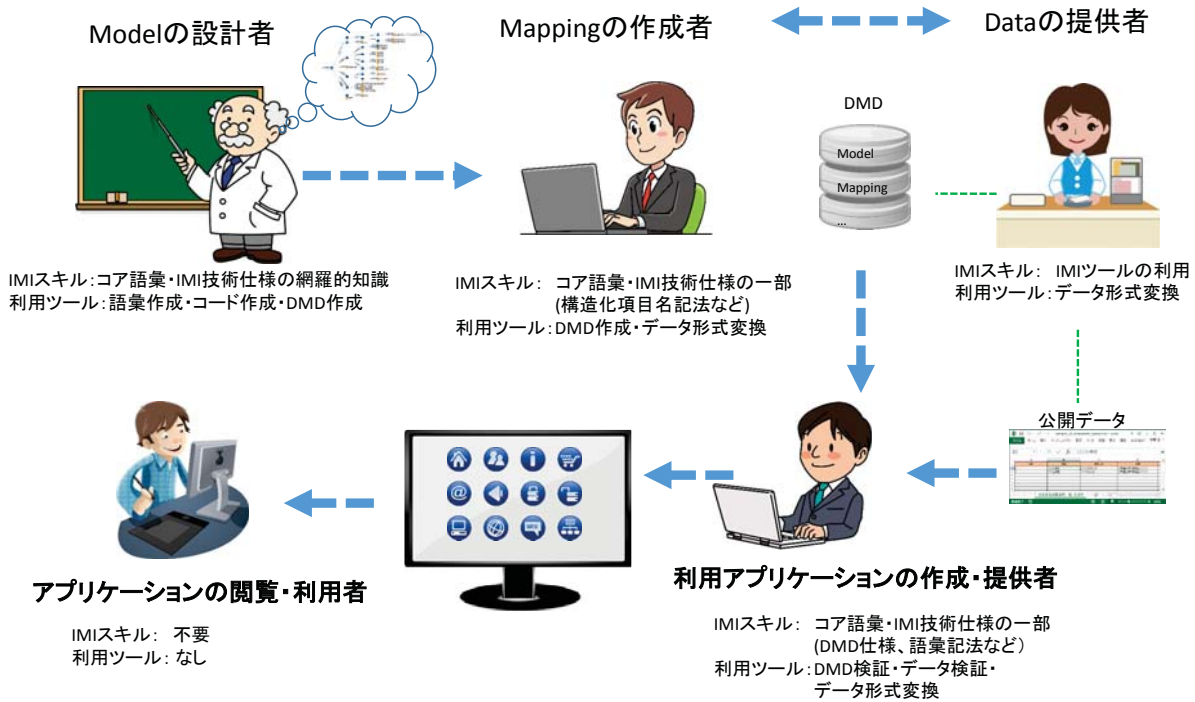 Modelの設計者
Mappingの作成者
Dataの提供者
DMD
Model
Mapping
...
IMIスキル：コア語彙・IMI技術仕様の網羅的知識
利用ツール：語彙作成・コード作成・DMD作成
IMIスキル： コア語彙・IMI技術仕様の一部
(構造化項目名記法など)
利用ツール：DMD作成・データ形式変換
IMIスキル： IMIツールの利用
利用ツール：データ形式変換
公開データ
アプリケーションの閲覧・利用者
IMIスキル： 不要
利用ツール：なし
利用アプリケーションの作成・提供者
IMIスキル： コア語彙・IMI技術仕様の一部
(DMD仕様、語彙記法など）
利用ツール：DMD検証・データ検証・
データ形式変換